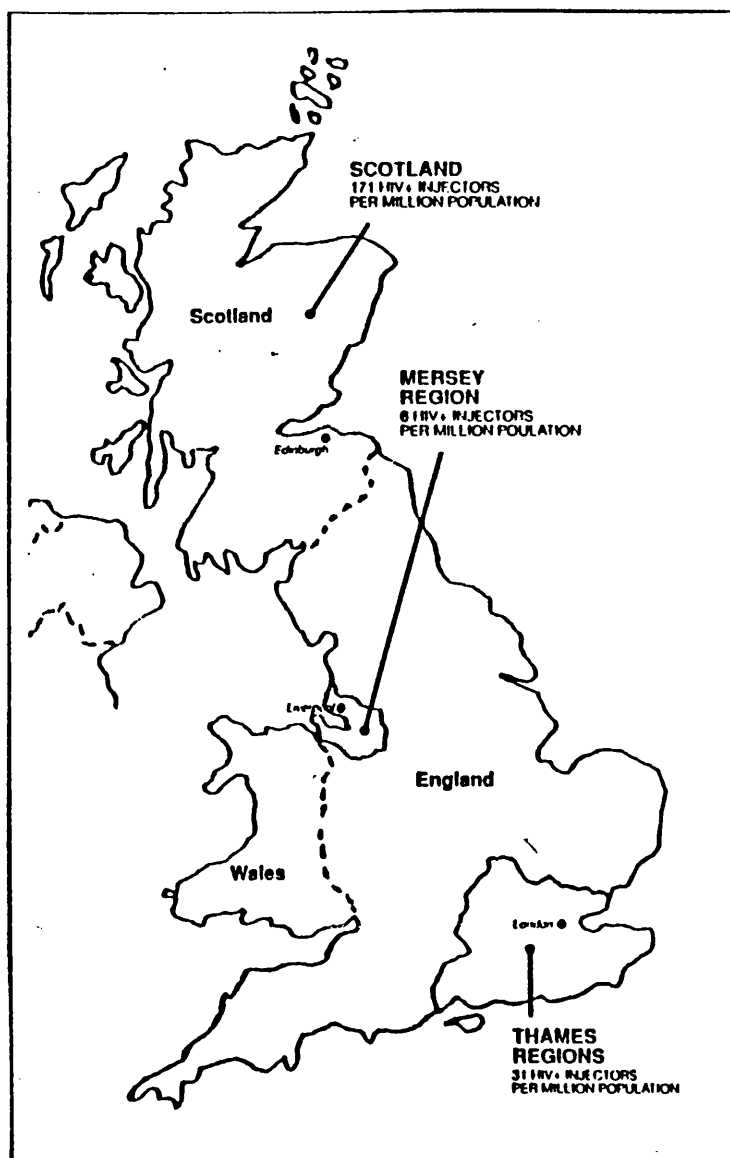 SCOTLAND
171 HIV+ INJECTORS
PER MILLION POPULATION
Scotland
MERSEY
REGION
6 HIV+ INJECTORS
PER MILLION POULATION
Edinburgh
Liverpool
England
Wales
London
THAMES
REGIONS
31 HIV+ INJECTORS
PER MILLION POPULATION